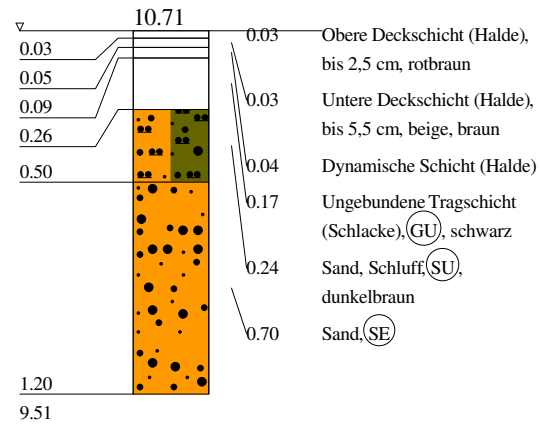 10.71
0.03
0.05
0.09
0.26
0.50
1.20
9.51
0.03 Obere Deckschicht (Halde),
bis 2,5 cm, rotbraun
0.03 Untere Deckschicht (Halde),
bis 5,5 cm, beige, braun
0.04 Dynamische Schicht (Halde)
0.17 Ungebundene Tragschicht
(Schlacke), GU, schwarz
0.24 Sand, Schluff, SU,
dunkelbraun
0.70 Sand, SE